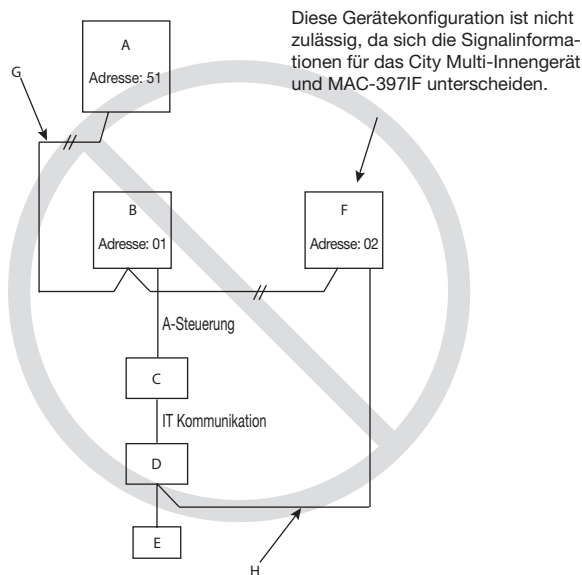 Diese Gerätekonfiguration ist nicht
zulässig, da sich die Signalinforma-
tionen für das City Multi-Innengerät
und MAC-397IF unterscheiden.
A
Adresse: 51
G
B
Adresse: 01
F
Adresse: 02
A-Steuerung
C
IT Kommunikation
D
E
H